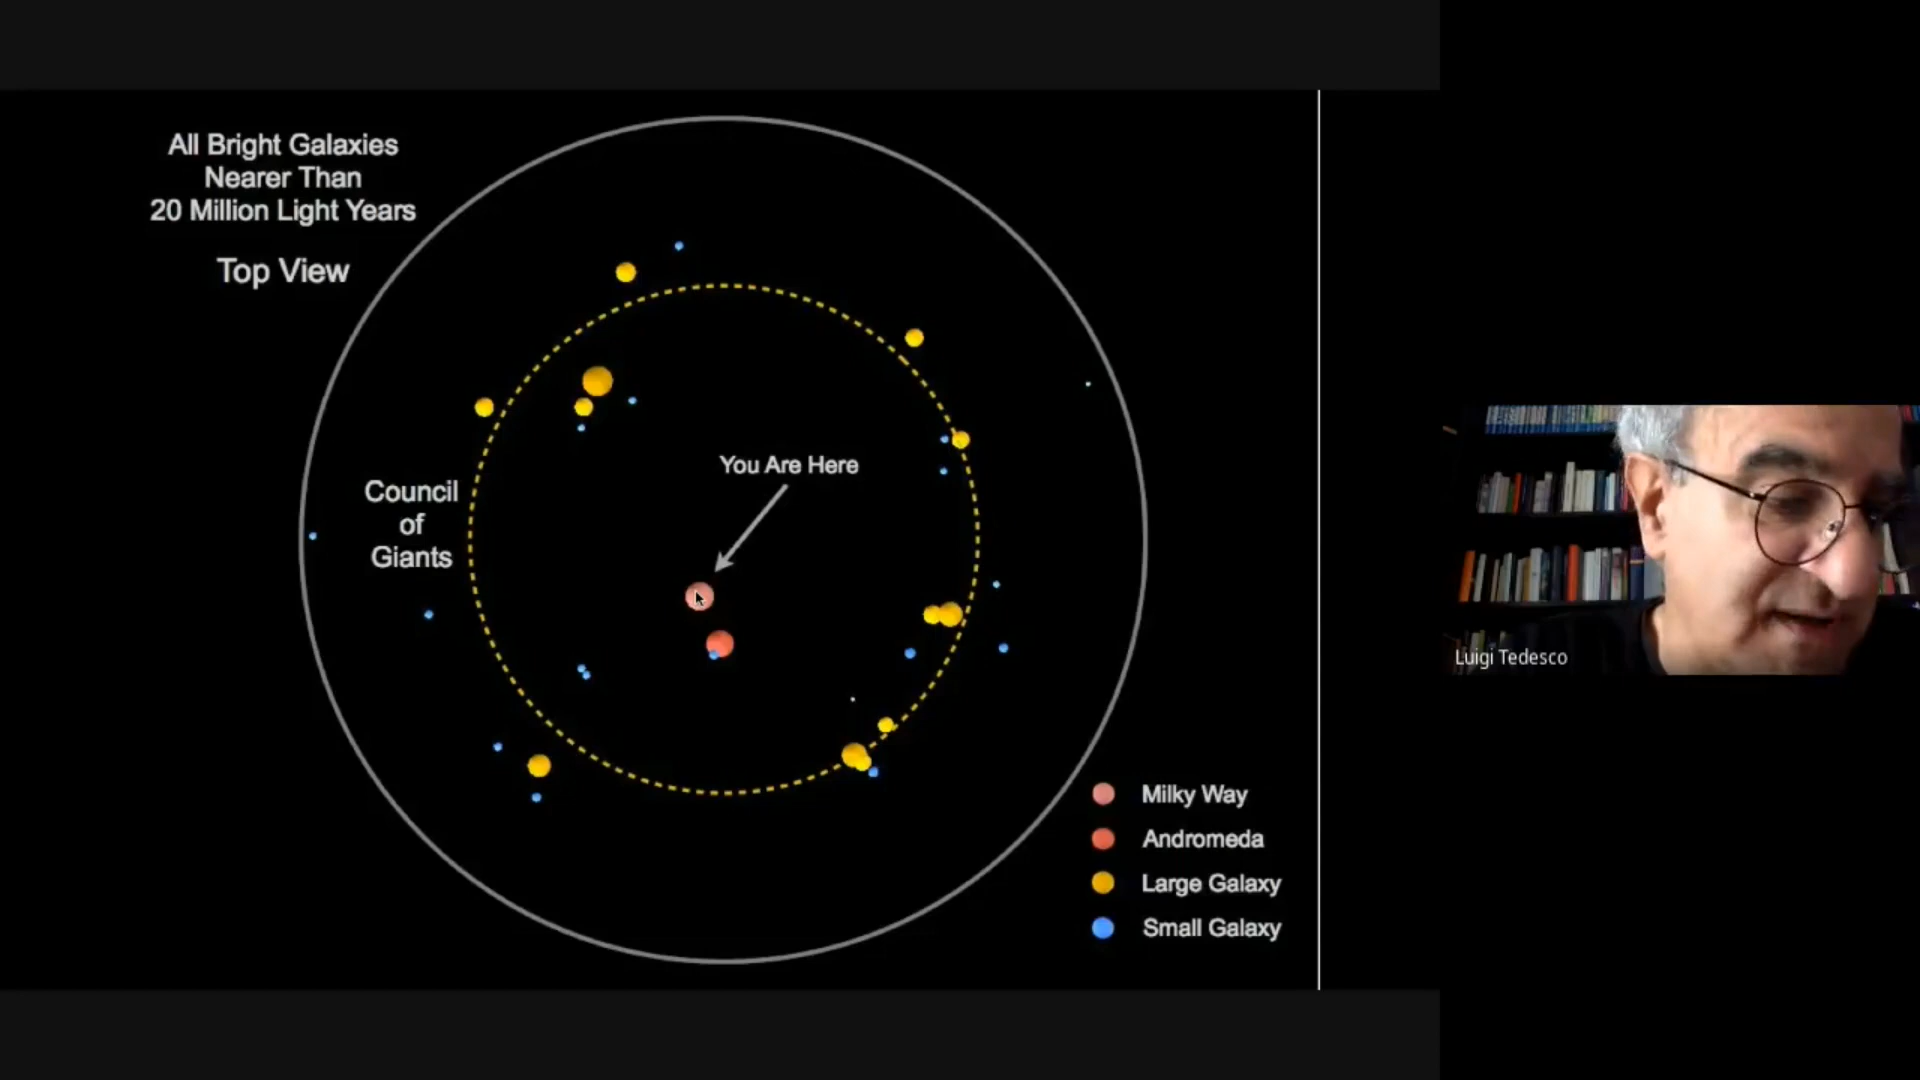 All Bright Galaxies
Nearer Than
20 Million Light Years
Top View
You Are Here
Council
of
Giants
Milky Way
Andromeda
Large Galaxy
Small Galaxy
Luigi Tedesco